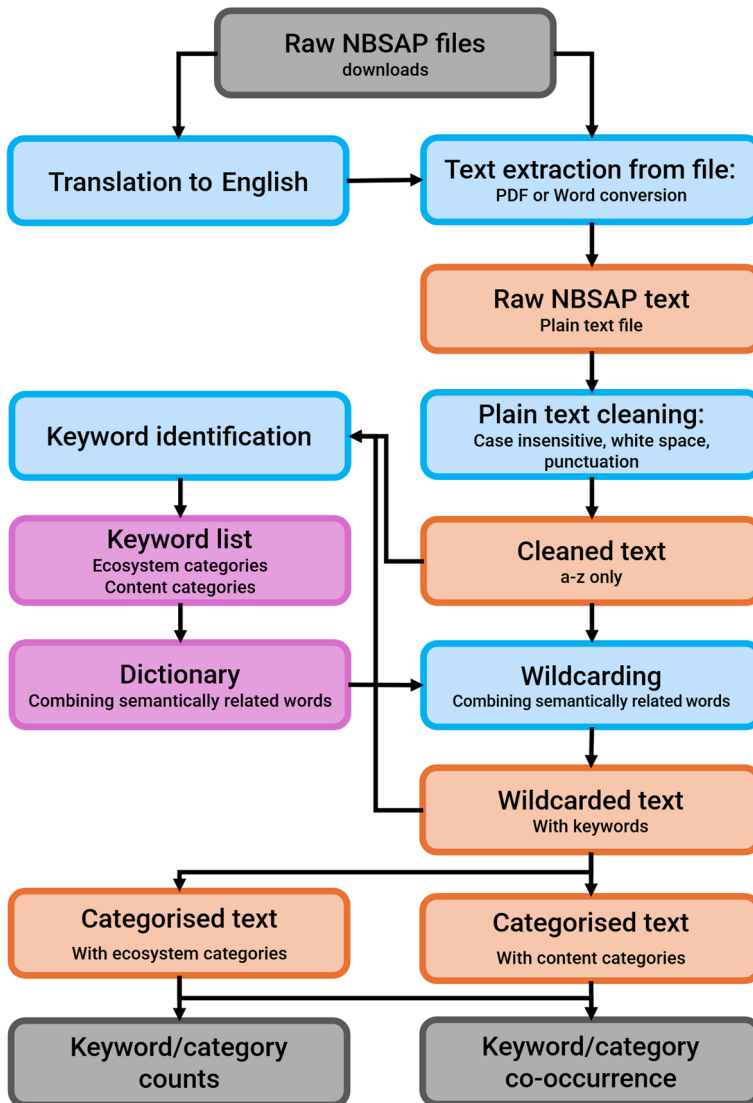 Raw NBSAP files
downloads
Translation to English
Text extraction from file:
PDF or Word conversion
Raw NBSAP text
Plain text file
Keyword identification
Plain text cleaning:
Case insensitive, white space,
punctuation
Keyword list
Ecosystem categories
Content categories
Cleaned text
a-z only
Dictionary
Combining semantically related words
Wildcarding
Combining semantically related words
Wildcarded text
With keywords
Categorised text
With ecosystem categories
Categorised text
With content categories
Keyword/category
counts
Keyword/category
co-occurrence